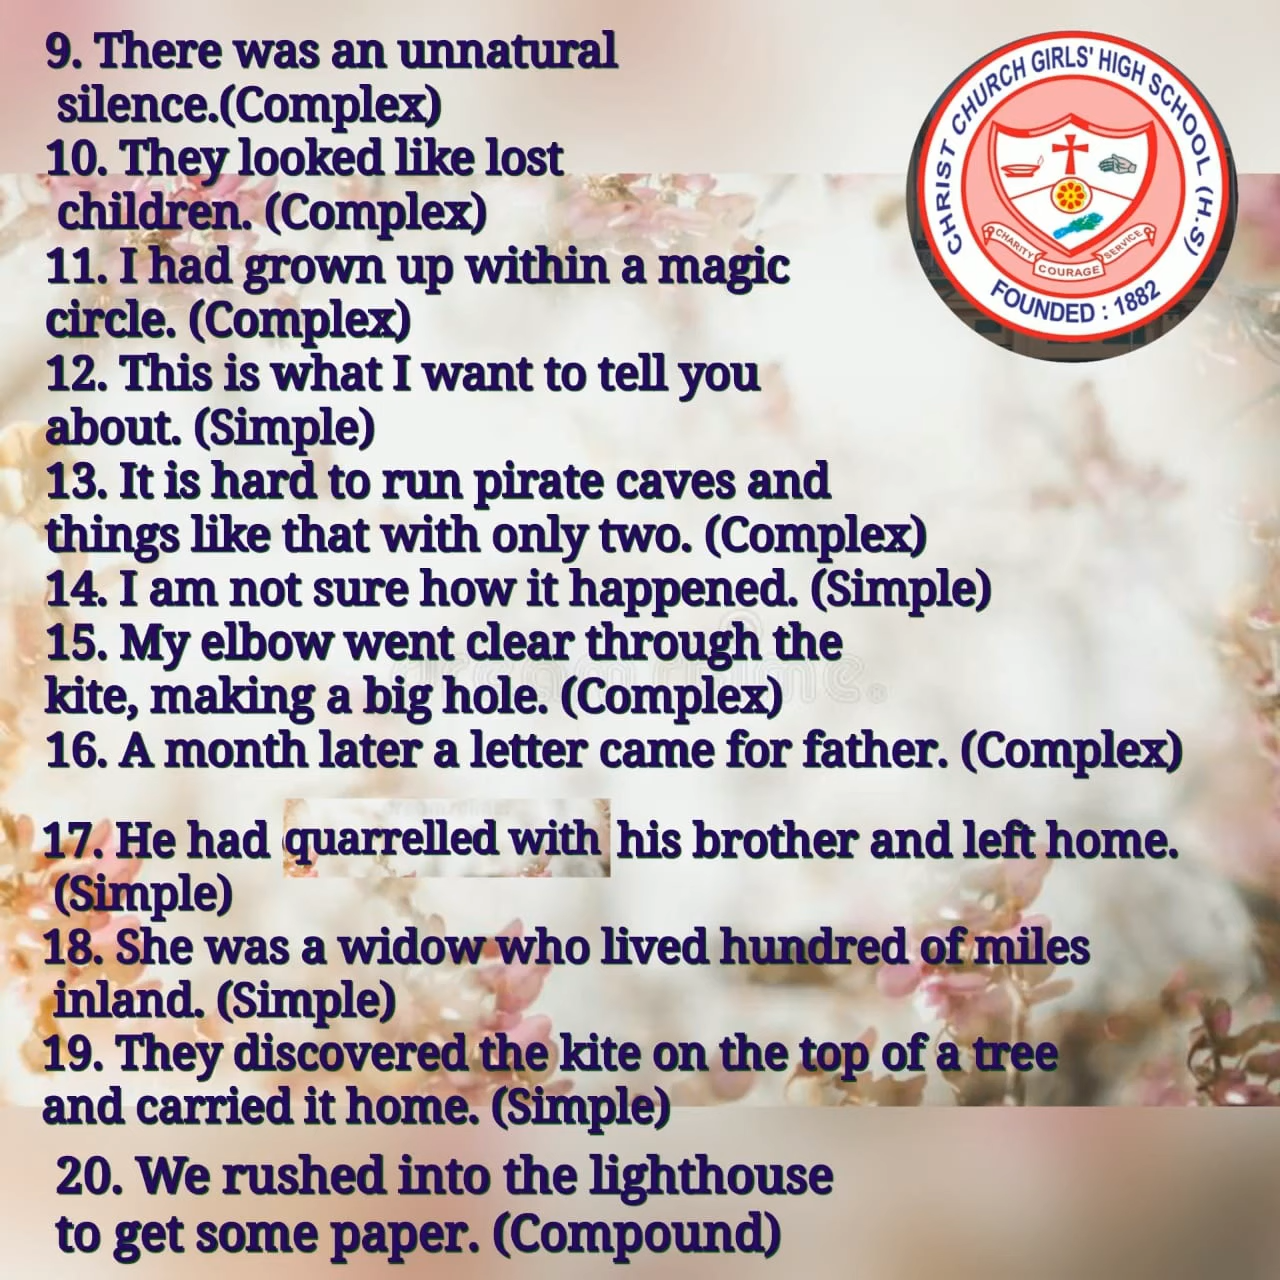 9. There was an unnatural
silence.(Complex)
10. They looked like lost
children. (Complex)
11. I had grown up within a magic
circle. (Complex)
12. This is what I want to tell you
about. (Simple)
13. It is hard to run pirate caves and
things like that with only two. (Complex)
14. I am not sure how it happened. (Simple)
15. My elbow went clear through the
kite, making a big hole. (Complex)
16. A month later a letter came for father. (Complex)
17. He had quarrelled with his brother and left home.
(Simple)
18. She was a widow who lived hundred of miles
inland. (Simple)
19. They discovered the kite on the top of a tree
and carried it home. (Simple)
20. We rushed into the lighthouse
to get some paper. (Compound)
CHRIST CHURCH GIRLS' HIGH SCHOOL (H.S)
CHARITY
COURAGE
SERVICE
FOUNDED : 1882
dreamstime.